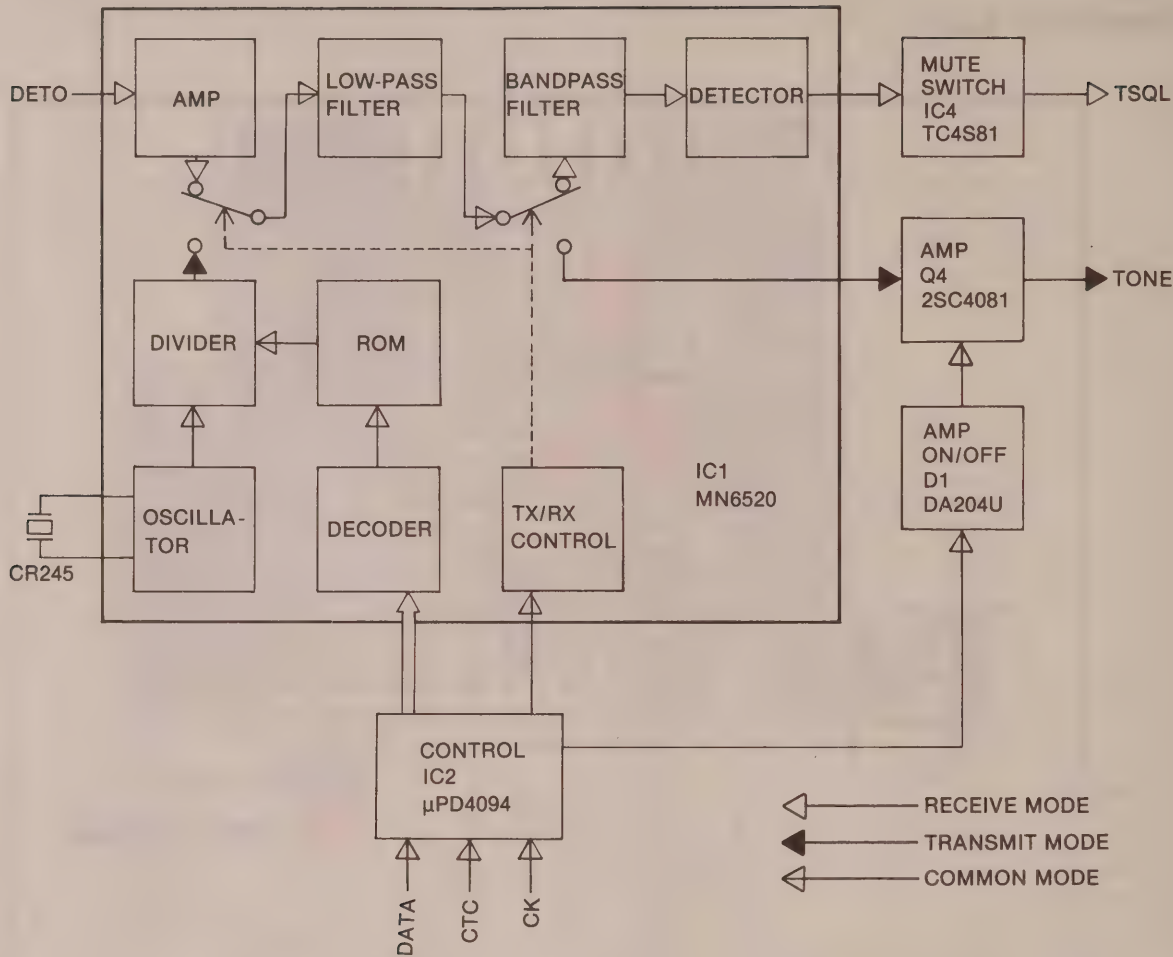 DETO
AMP
LOW-PASS
FILTER
BANDPASS
FILTER
DETECTOR
MUTE
SWITCH
IC4
TC4S81
TSQL
AMP
Q4
2SC4081
TONE
DIVIDER
ROM
AMP
ON/OFF
D1
DA204U
IC1
MN6520
OSCILLA-
TOR
DECODER
TX/RX
CONTROL
CR245
CONTROL
IC2
μPD4094
RECEIVE MODE
TRANSMIT MODE
COMMON MODE
DATA
CTC
CK